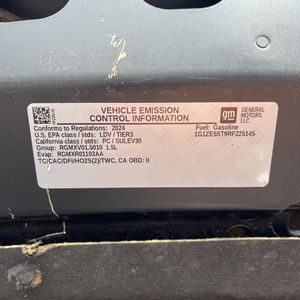 VEHICLE EMISSION
CONTROL INFORMATION
gm
GENERAL MOTORS
LLC
Conforms to Regulations: 2024
Fuel: Gasoline
U.S. EPA class / stds: LDV / TIER3
1G1ZE5ST9RF225145
California class / stds: PC / SULEV30
Group: RGMXV01.5010 1.5L
Evap: RGMXR01103AA
TC/CAC/DFI/HO2S(2)/TWC, CA OBD: II